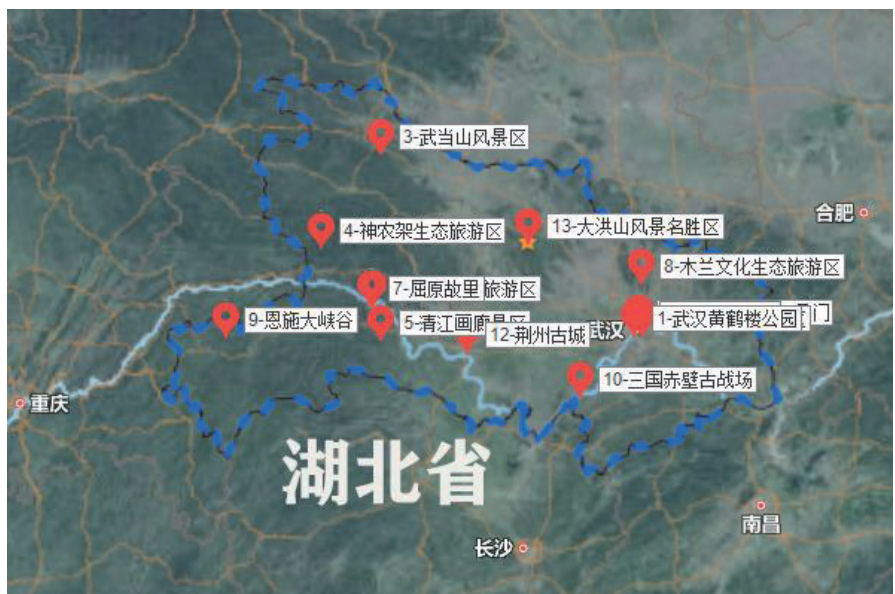 3-武当山风景区
合肥
4-神农架生态旅游区
13-大洪山风景名胜区
8-木兰文化生态旅游区
7-屈原故里
旅游区
9-恩施大峡谷
5-清江画廊景区
12-荆州古城
武汉
1-武汉黄鹤楼公园
门
10-三国赤壁古战场
重庆
湖北省
南昌
长沙